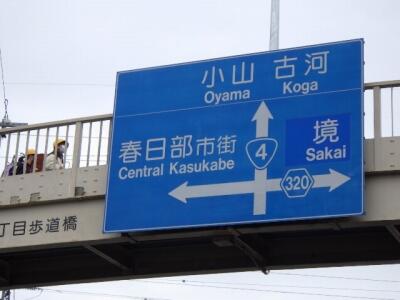 小山 古河
Oyama Koga
春日部市街
Central Kasukabe
4
境
Sakai
320
丁目歩道橋